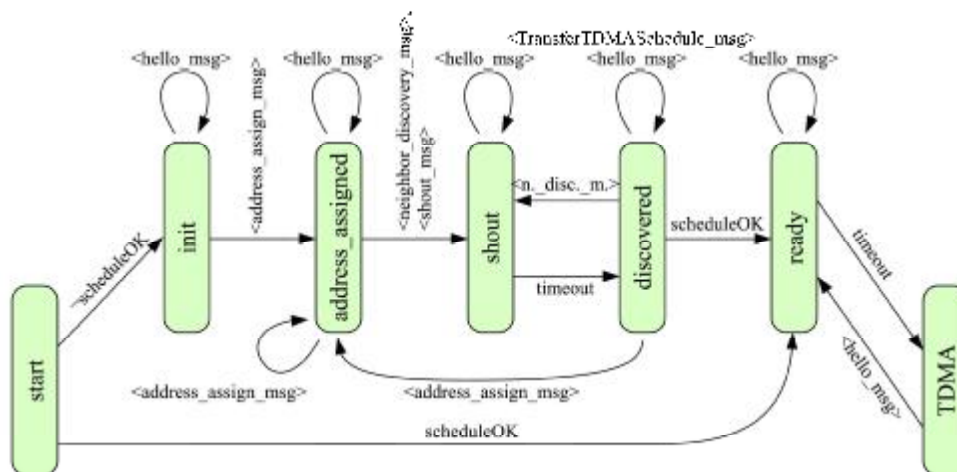 <TransferTDMASchedule_msg>
<hello_msg>
<hello_msg>
<hello_msg>
<hello_msg>
<hello_msg>
<address_assign_msg>
<neighbor_discovery_msg>,
<shout_msg>
<n._disc._m.>
¬scheduleOK
init
address_assigned
shout
discovered
scheduleOK
ready
timeout
timeout
start
<address_assign_msg>
<address_assign_msg>
<hello_msg>
TDMA
scheduleOK